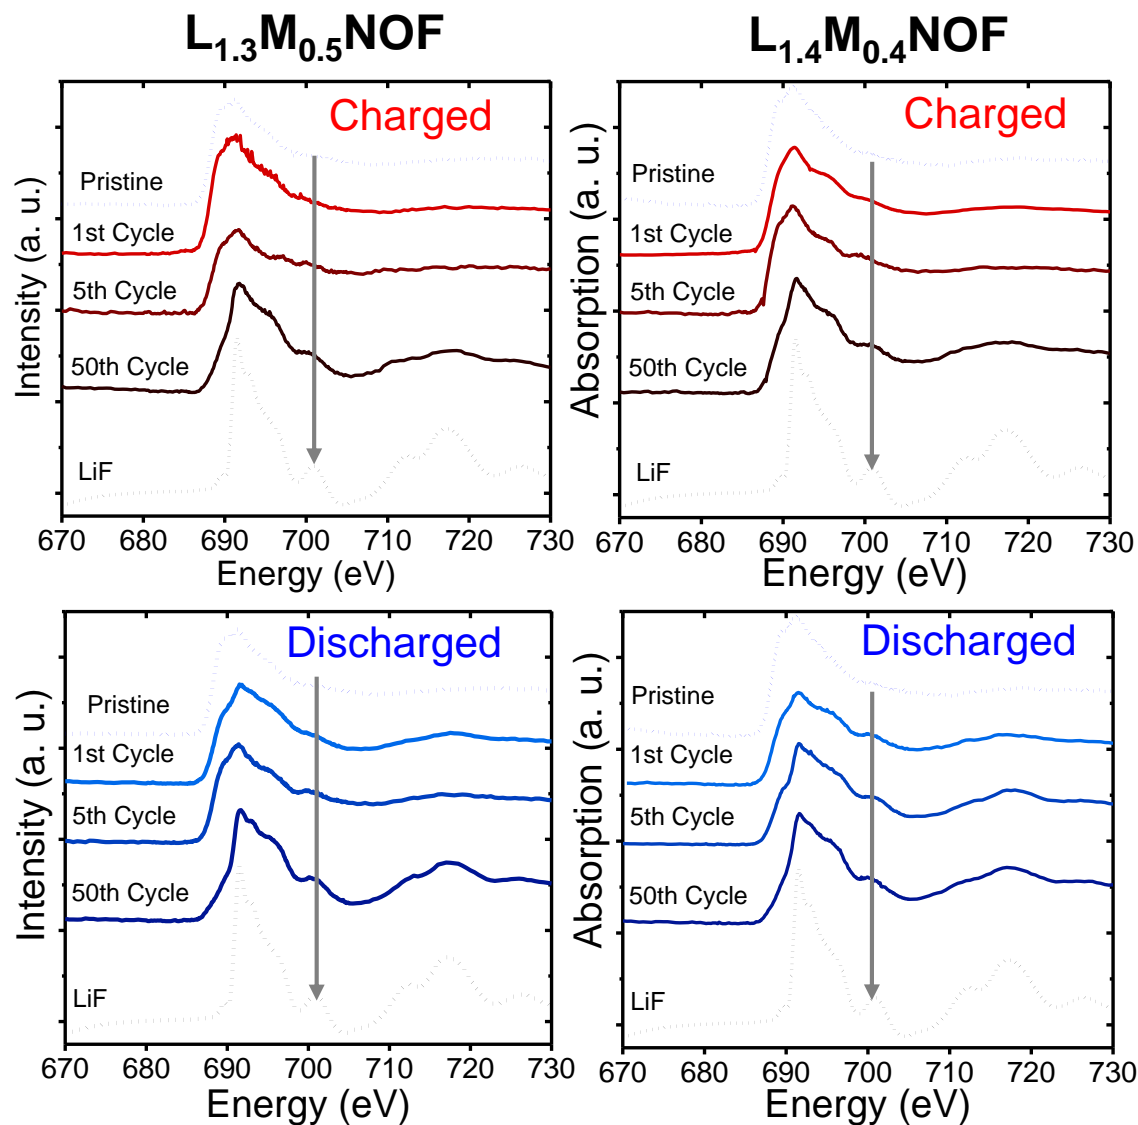 L1.3M0.5NOF
L1.4M0.4NOF
Intensity (a. u.)
Charged
Pristine
1st Cycle
5th Cycle
50th Cycle
LiF
670 680 690 700 710 720 730
Energy (eV)
Absorption (a. u.)
Charged
Pristine
1st Cycle
5th Cycle
50th Cycle
LiF
670 680 690 700 710 720 730
Energy (eV)
Intensity (a. u.)
Discharged
Pristine
1st Cycle
5th Cycle
50th Cycle
LiF
670 680 690 700 710 720 730
Energy (eV)
Absorption (a. u.)
Discharged
Pristine
1st Cycle
5th Cycle
50th Cycle
LiF
670 680 690 700 710 720 730
Energy (eV)